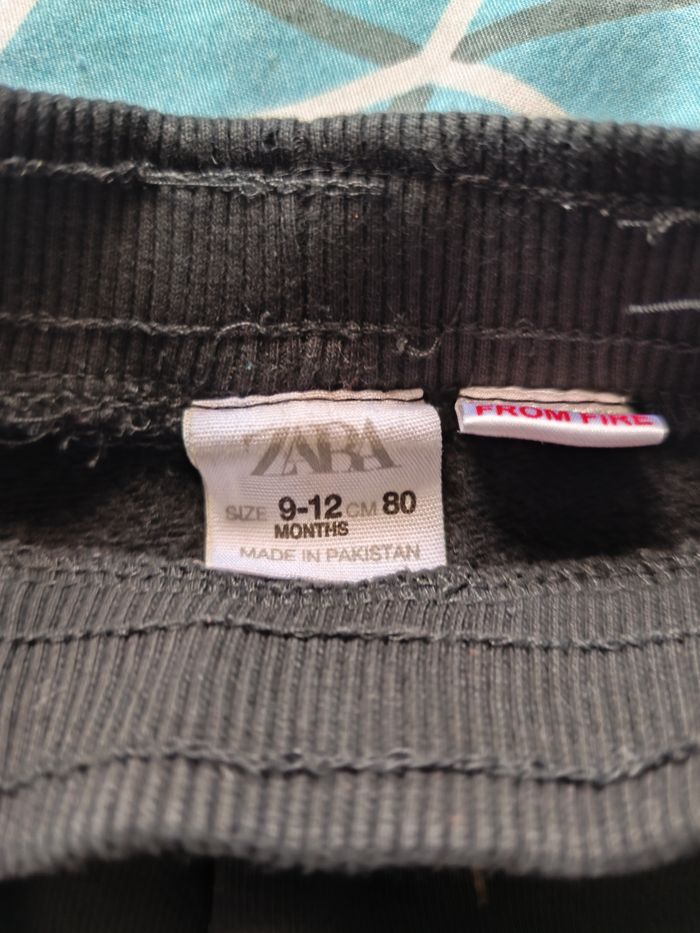 ZARA
SIZE 9-12 CM 80
MONTHS
MADE IN PAKISTAN
FROM FIRE